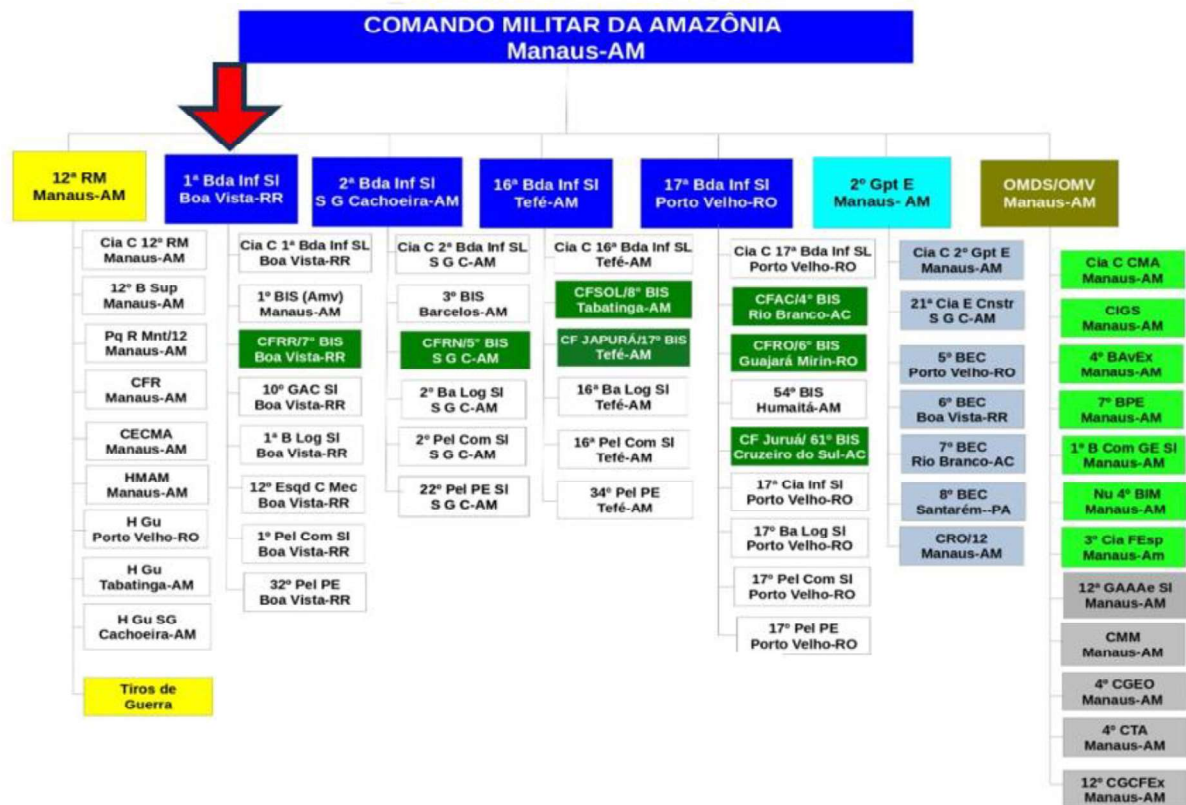 COMANDO MILITAR DA AMAZÔNIA
Manaus-AM
12ª RM
Manaus-AM
1ª Bda Inf Sl
Boa Vista-RR
2ª Bda Inf Sl
S G Cachoeira-AM
16ª Bda Inf Sl
Tefé-AM
17ª Bda Inf Sl
Porto Velho-RO
2º Gpt E
Manaus- AM
OMDS/OMV
Manaus-AM
Cia C 12º RM
Manaus-AM
12º B Sup
Manaus-AM
Pq R Mnt/12
Manaus-AM
CFR
Manaus-AM
CECMA
Manaus-AM
HMAM
Manaus-AM
H Gu
Porto Velho-RO
H Gu
Tabatinga-AM
H Gu SG
Cachoeira-AM
Tiros de
Guerra
Cia C 1ª Bda Inf SL
Boa Vista-RR
1º BIS (Amv)
Manaus-AM
CFRR/7º BIS
Boa Vista-RR
10º GAC Sl
Boa Vista-RR
1ª B Log Sl
Boa Vista-RR
12º Esqd C Mec
Boa Vista-RR
1º Pel Com Sl
Boa Vista-RR
32º Pel PE
Boa Vista-RR
Cia C 2ª Bda Inf SL
S G C-AM
3º BIS
Barcelos-AM
CFRN/5º BIS
S G C-AM
2º Ba Log Sl
S G C-AM
2º Pel Com Sl
S G C-AM
22º Pel PE Sl
S G C-AM
Cia C 16ª Bda Inf SL
Tefé-AM
CFSOL/8º BIS
Tabatinga-AM
CF JAPURÁ/17º BIS
Tefé-AM
16ª Ba Log Sl
Tefé-AM
16ª Pel Com Sl
Tefé-AM
34º Pel PE
Tefé-AM
Cia C 17ª Bda Inf SL
Porto Velho-RO
CFAC/4º BIS
Rio Branco-AC
CFRO/6º BIS
Guajará Mirin-RO
54º BIS
Humaitá-AM
CF Juruá/ 61º BIS
Cruzeiro do Sul-AC
17ª Cia Inf Sl
Porto Velho-RO
17º Ba Log Sl
Porto Velho-RO
17º Pel Com Sl
Porto Velho-RO
17º Pel PE
Porto Velho-RO
Cia C 2º Gpt E
Manaus-AM
21ª Cia E Cnstr
S G C-AM
5º BEC
Porto Velho-RO
6º BEC
Boa Vista-RR
7º BEC
Rio Branco-AC
8º BEC
Santarém--PA
CRO/12
Manaus-AM
Cia C CMA
Manaus-AM
CIGS
Manaus-AM
4º BAvEx
Manaus-AM
7º BPE
Manaus-AM
1º B Com GE Sl
Manaus-AM
Nu 4º BIM
Manaus-AM
3º Cia FEsp
Manaus-Am
12ª GAAAe Sl
Manaus-AM
CMM
Manaus-AM
4º CGEO
Manaus-AM
4º CTA
Manaus-AM
12º CGCFEx
Manaus-AM